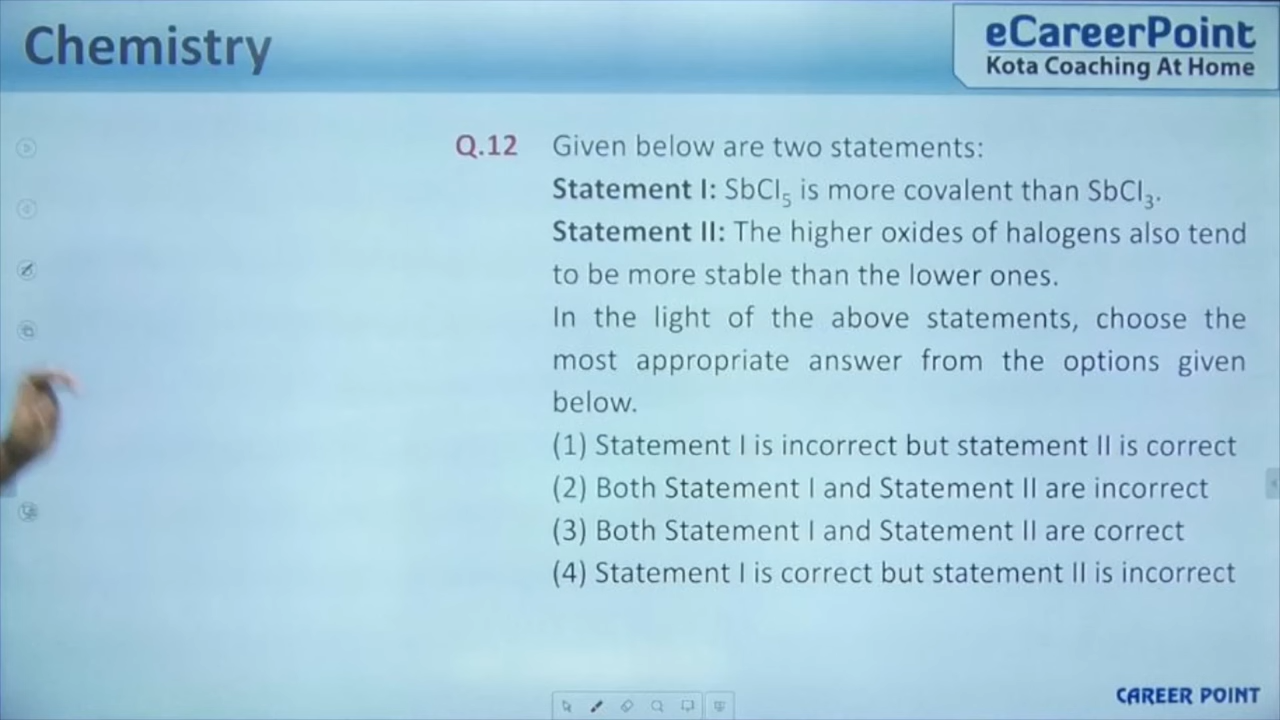 Chemistry
eCareerPoint
Kota Coaching At Home
Q.12 Given below are two statements:
Statement I: SbCl₅ is more covalent than SbCl₃.
Statement II: The higher oxides of halogens also tend
to be more stable than the lower ones.
In the light of the above statements, choose the
most appropriate answer from the options given
below.
(1) Statement I is incorrect but statement II is correct
(2) Both Statement I and Statement II are incorrect
(3) Both Statement I and Statement II are correct
(4) Statement I is correct but statement II is incorrect
CAREER POINT